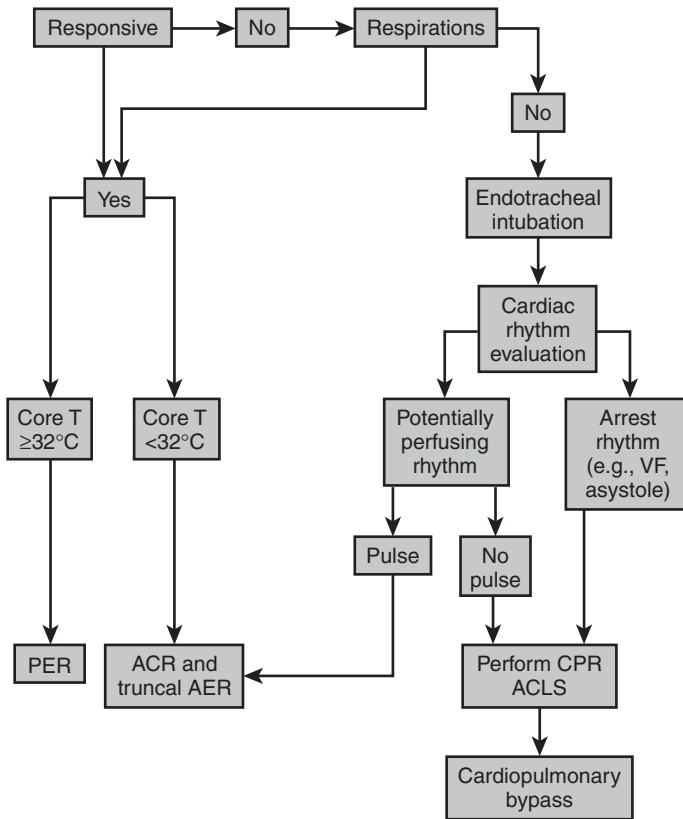 Responsive
No
Respirations
No
Yes
Endotracheal
intubation
Cardiac
rhythm
evaluation
Core T
≥32°C
Core T
<32°C
Potentially
perfusing
rhythm
Arrest
rhythm
(e.g., VF,
asystole)
Pulse
No
pulse
PER
ACR and
truncal AER
Perform CPR
ACLS
Cardiopulmonary
bypass